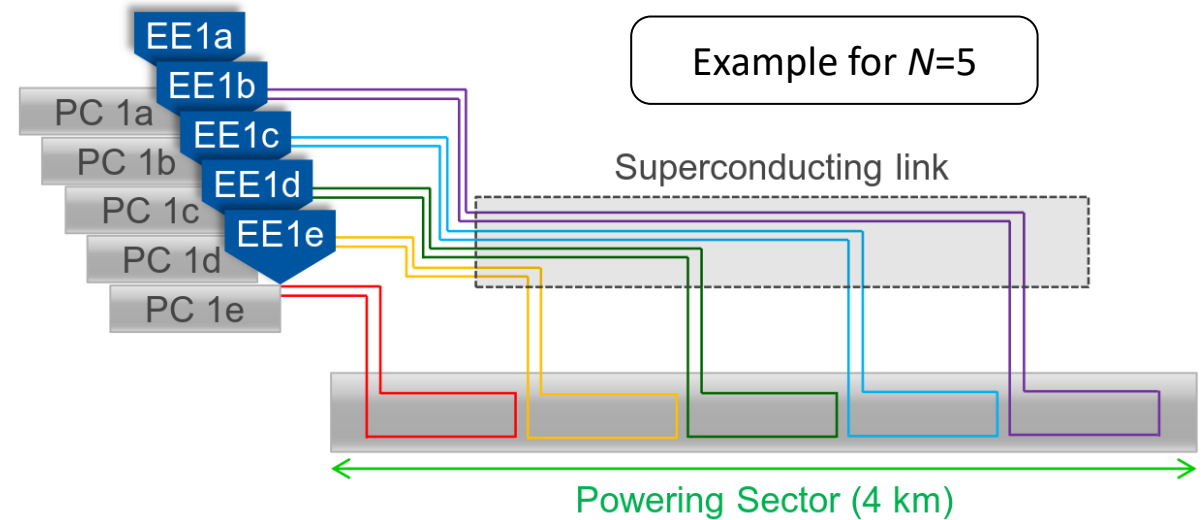 EE1a
Example for N=5
EE1b
PC 1a
EE1c
PC 1b
Superconducting link
EE1d
PC 1c
EE1e
PC 1d
PC 1e
Powering Sector (4 km)